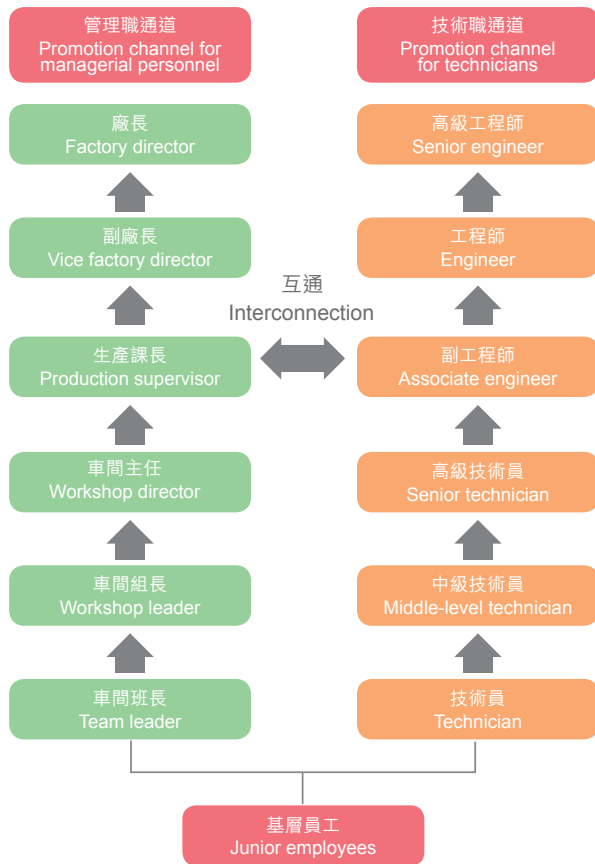 管理職通道
Promotion channel for
managerial personnel
技術職通道
Promotion channel
for technicians
廠長
Factory director
高級工程師
Senior engineer
副廠長
Vice factory director
工程師
Engineer
互通
Interconnection
生產課長
Production supervisor
副工程師
Associate engineer
車間主任
Workshop director
高級技術員
Senior technician
車間組長
Workshop leader
中級技術員
Middle-level technician
車間班長
Team leader
技術員
Technician
基層員工
Junior employees